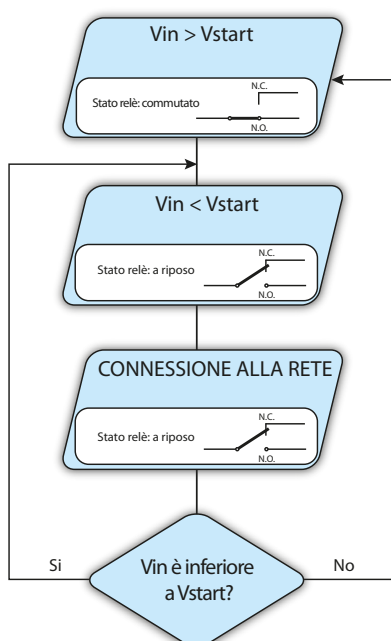 Vin > Vstart
N.C.
Stato relè: commutato
N.O.
Vin < Vstart
N.C.
Stato relè: a riposo
N.O.
CONNESSIONE ALLA RETE
N.C.
Stato relè: a riposo
N.O.
Si
Vin è inferiore
No
a Vstart?